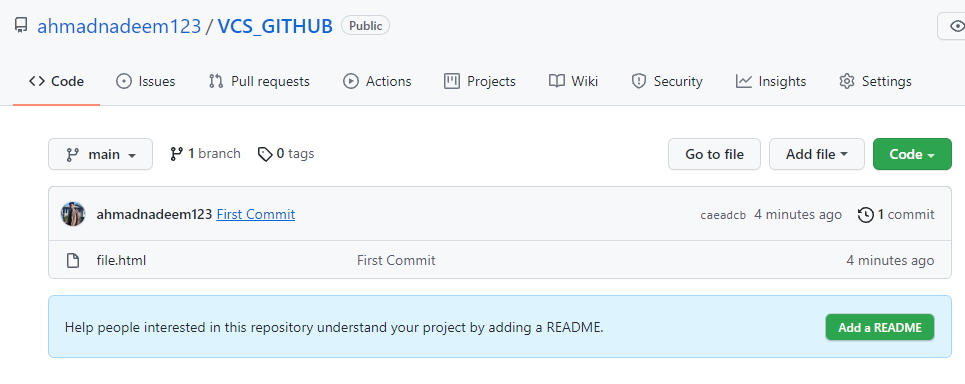 ahmadnadeem123 / VCS_GITHUB Public
Code Issues Pull requests Actions Projects Wiki Security Insights Settings
main 1 branch 0 tags Go to file Add file Code
ahmadnadeem123 First Commit caeadcb 4 minutes ago 1 commit
file.html First Commit 4 minutes ago
Help people interested in this repository understand your project by adding a README. Add a README